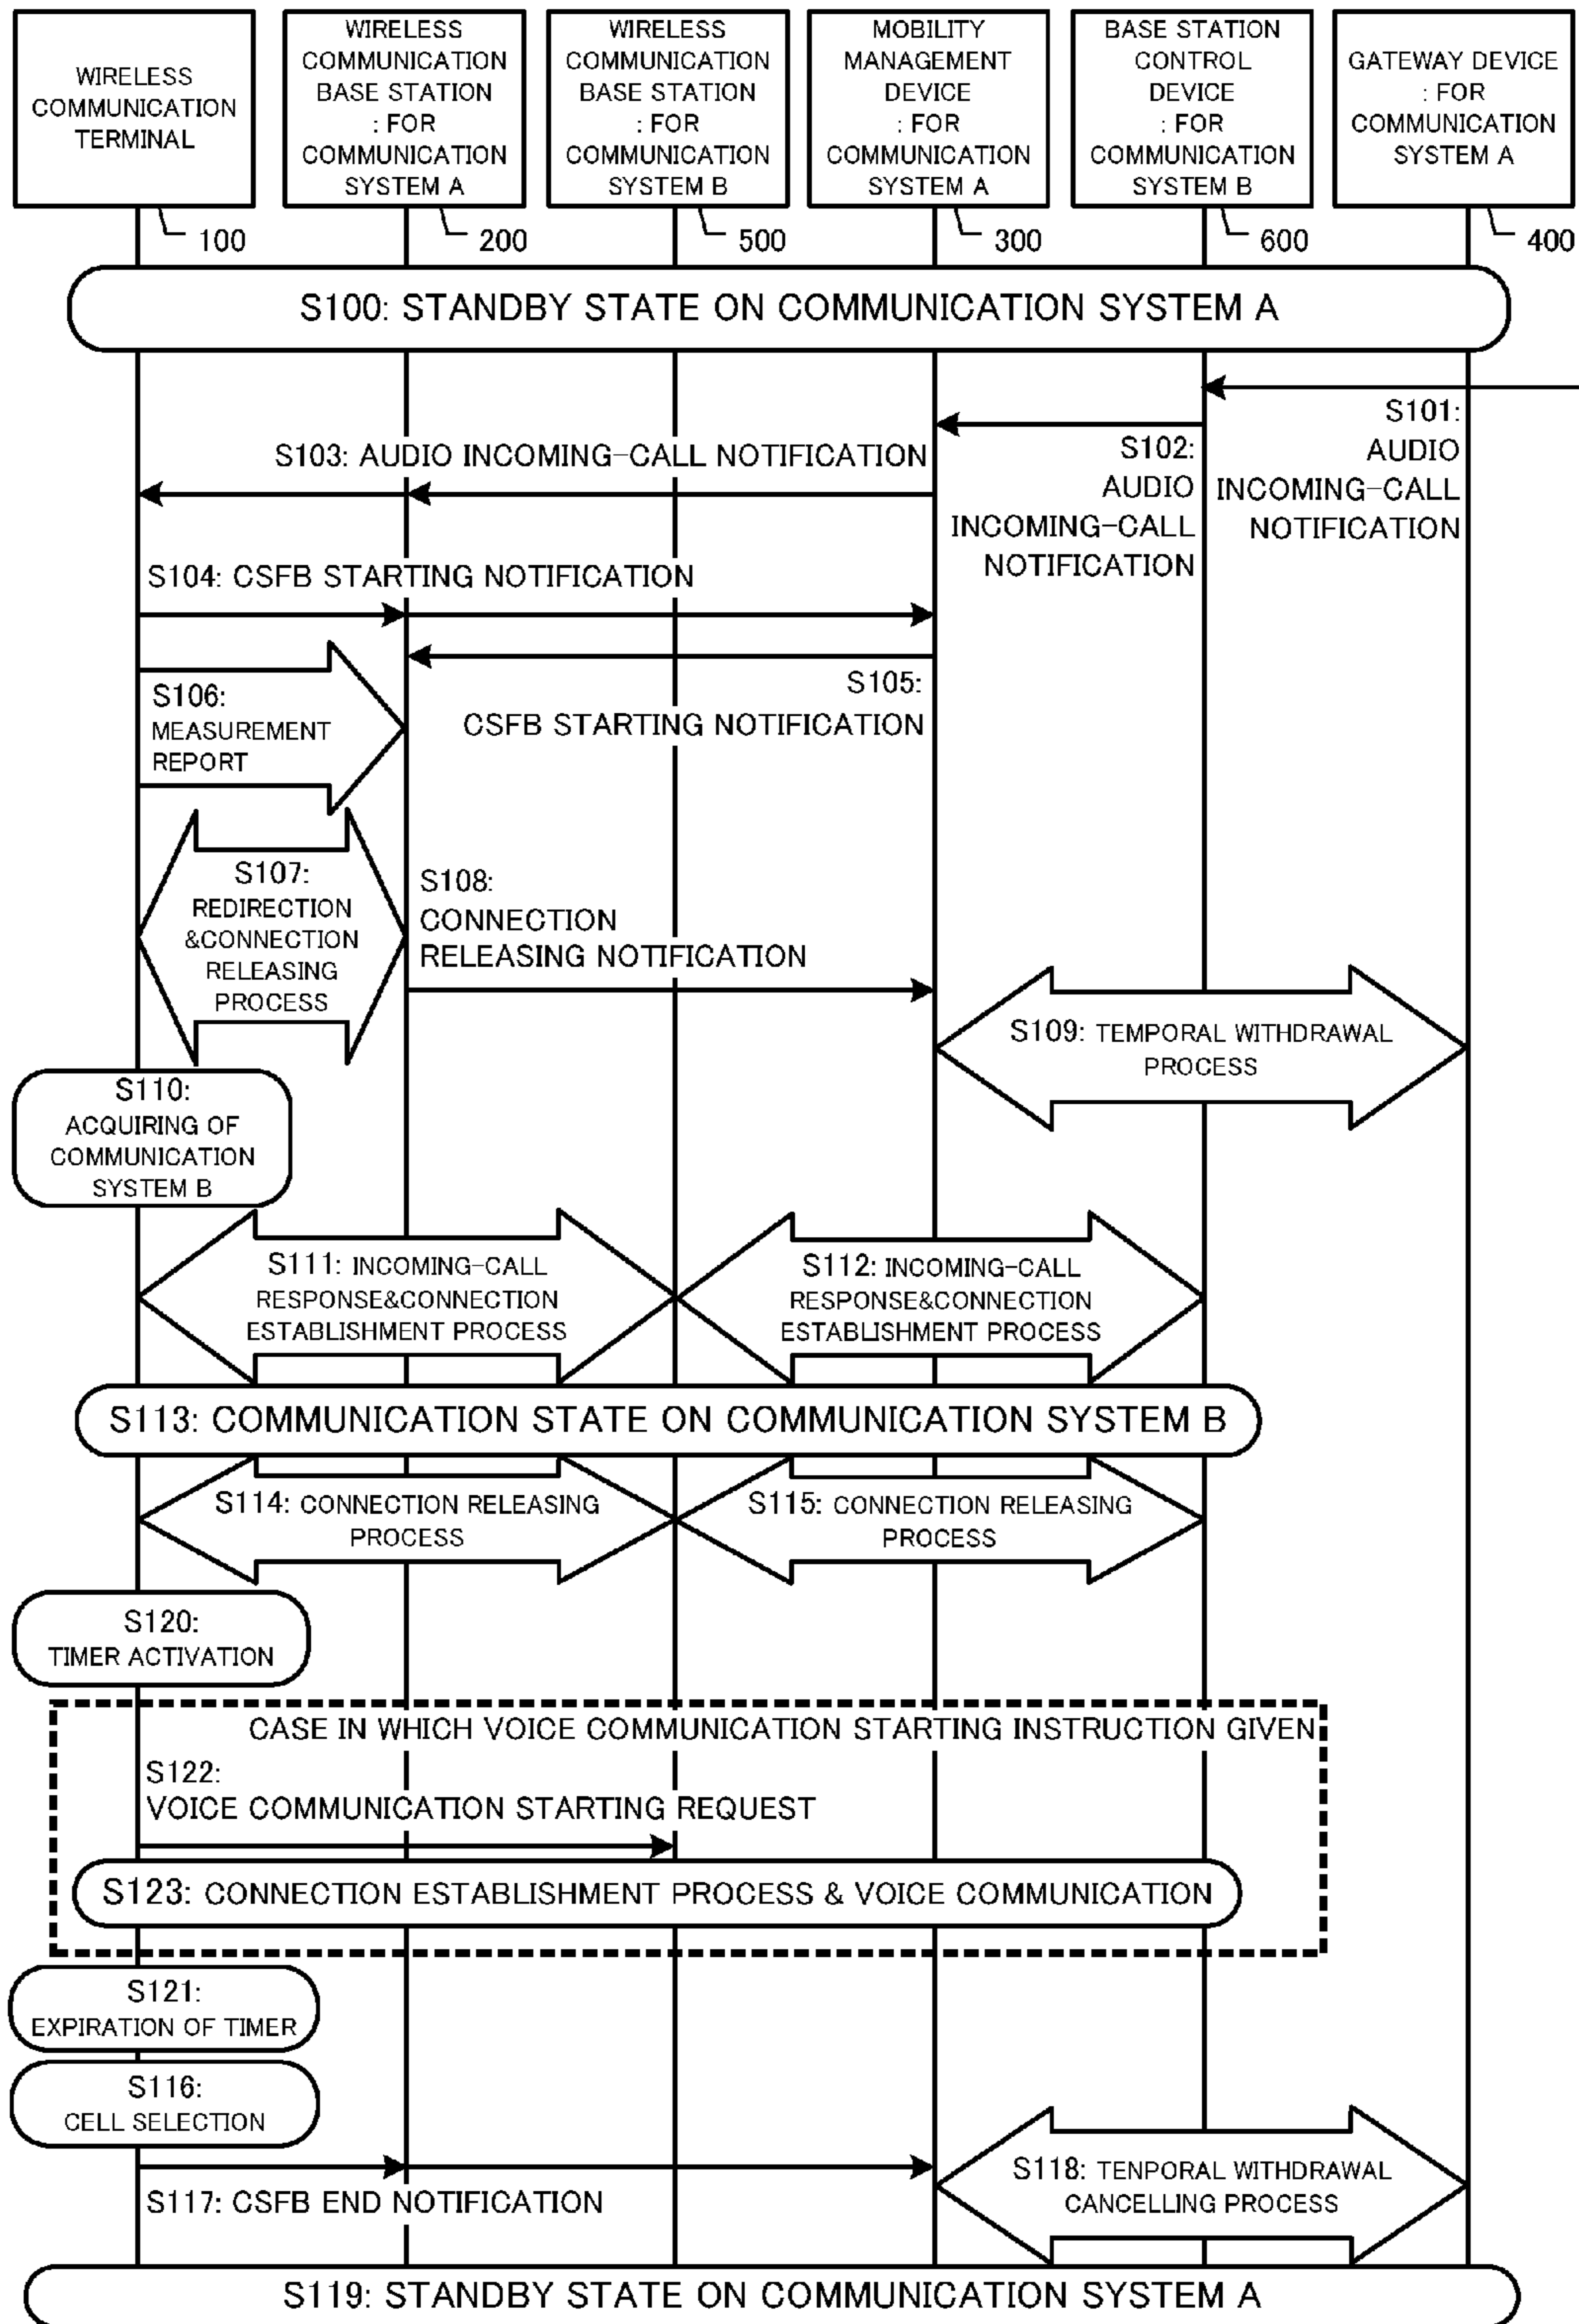 WIRELESS
COMMUNICATION
TERMINAL
WIRELESS
COMMUNICATION
BASE STATION
: FOR
COMMUNICATION
SYSTEM A
WIRELESS
COMMUNICATION
BASE STATION
: FOR
COMMUNICATION
SYSTEM B
MOBILITY
MANAGEMENT
DEVICE
: FOR
COMMUNICATION
SYSTEM A
BASE STATION
CONTROL
DEVICE
: FOR
COMMUNICATION
SYSTEM B
GATEWAY DEVICE
: FOR
COMMUNICATION
SYSTEM A
100
200
500
300
600
400
S100: STANDBY STATE ON COMMUNICATION SYSTEM A
S101:
AUDIO
INCOMING-CALL
NOTIFICATION
S102:
AUDIO
INCOMING-CALL
NOTIFICATION
S103: AUDIO INCOMING-CALL NOTIFICATION
S104: CSFB STARTING NOTIFICATION
S105:
CSFB STARTING NOTIFICATION
S106:
MEASUREMENT
REPORT
S107:
REDIRECTION
&CONNECTION
RELEASING
PROCESS
S108:
CONNECTION
RELEASING NOTIFICATION
S109: TEMPORAL WITHDRAWAL
PROCESS
S110:
ACQUIRING OF
COMMUNICATION
SYSTEM B
S111: INCOMING-CALL
RESPONSE&CONNECTION
ESTABLISHMENT PROCESS
S112: INCOMING-CALL
RESPONSE&CONNECTION
ESTABLISHMENT PROCESS
S113: COMMUNICATION STATE ON COMMUNICATION SYSTEM B
S114: CONNECTION RELEASING
PROCESS
S115: CONNECTION RELEASING
PROCESS
S120:
TIMER ACTIVATION
CASE IN WHICH VOICE COMMUNICATION STARTING INSTRUCTION GIVEN
S122:
VOICE COMMUNICATION STARTING REQUEST
S123: CONNECTION ESTABLISHMENT PROCESS & VOICE COMMUNICATION
S121:
EXPIRATION OF TIMER
S116:
CELL SELECTION
S117: CSFB END NOTIFICATION
S118: TENPORAL WITHDRAWAL
CANCELLING PROCESS
S119: STANDBY STATE ON COMMUNICATION SYSTEM A